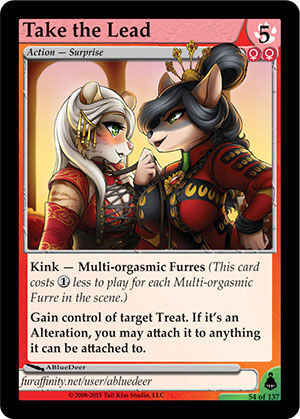 Take the Lead
5
Action — Surprise
Kink — Multi-orgasmic Furres (This card
costs 1 less to play for each Multi-orgasmic
Furre in the scene.)
Gain control of target Treat. If it's an
Alteration, you may attach it to anything
it can be attached to.
ABlueDeer
furaffinity.net/user/abluedeer
© 2008-2015 Tail Kiss Studio, LLC
54 of 137